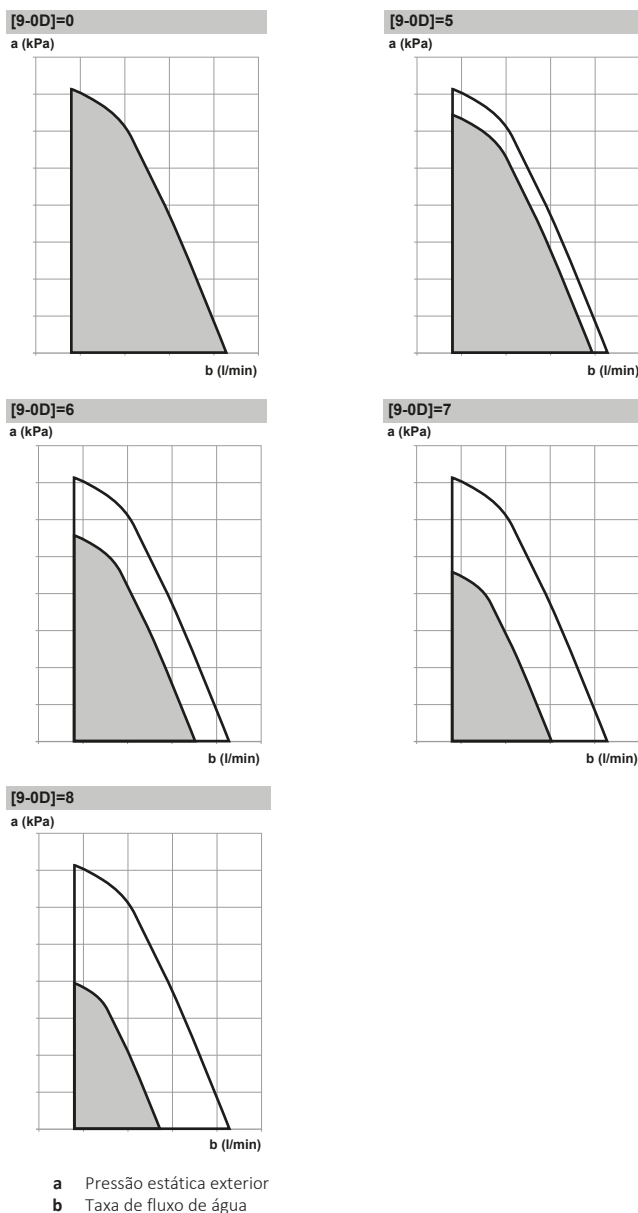 [9-0D]=0
a (kPa)
b (l/min)
[9-0D]=5
a (kPa)
b (l/min)
[9-0D]=6
a (kPa)
b (l/min)
[9-0D]=7
a (kPa)
b (l/min)
[9-0D]=8
a (kPa)
b (l/min)
a Pressão estática exterior
b Taxa de fluxo de água